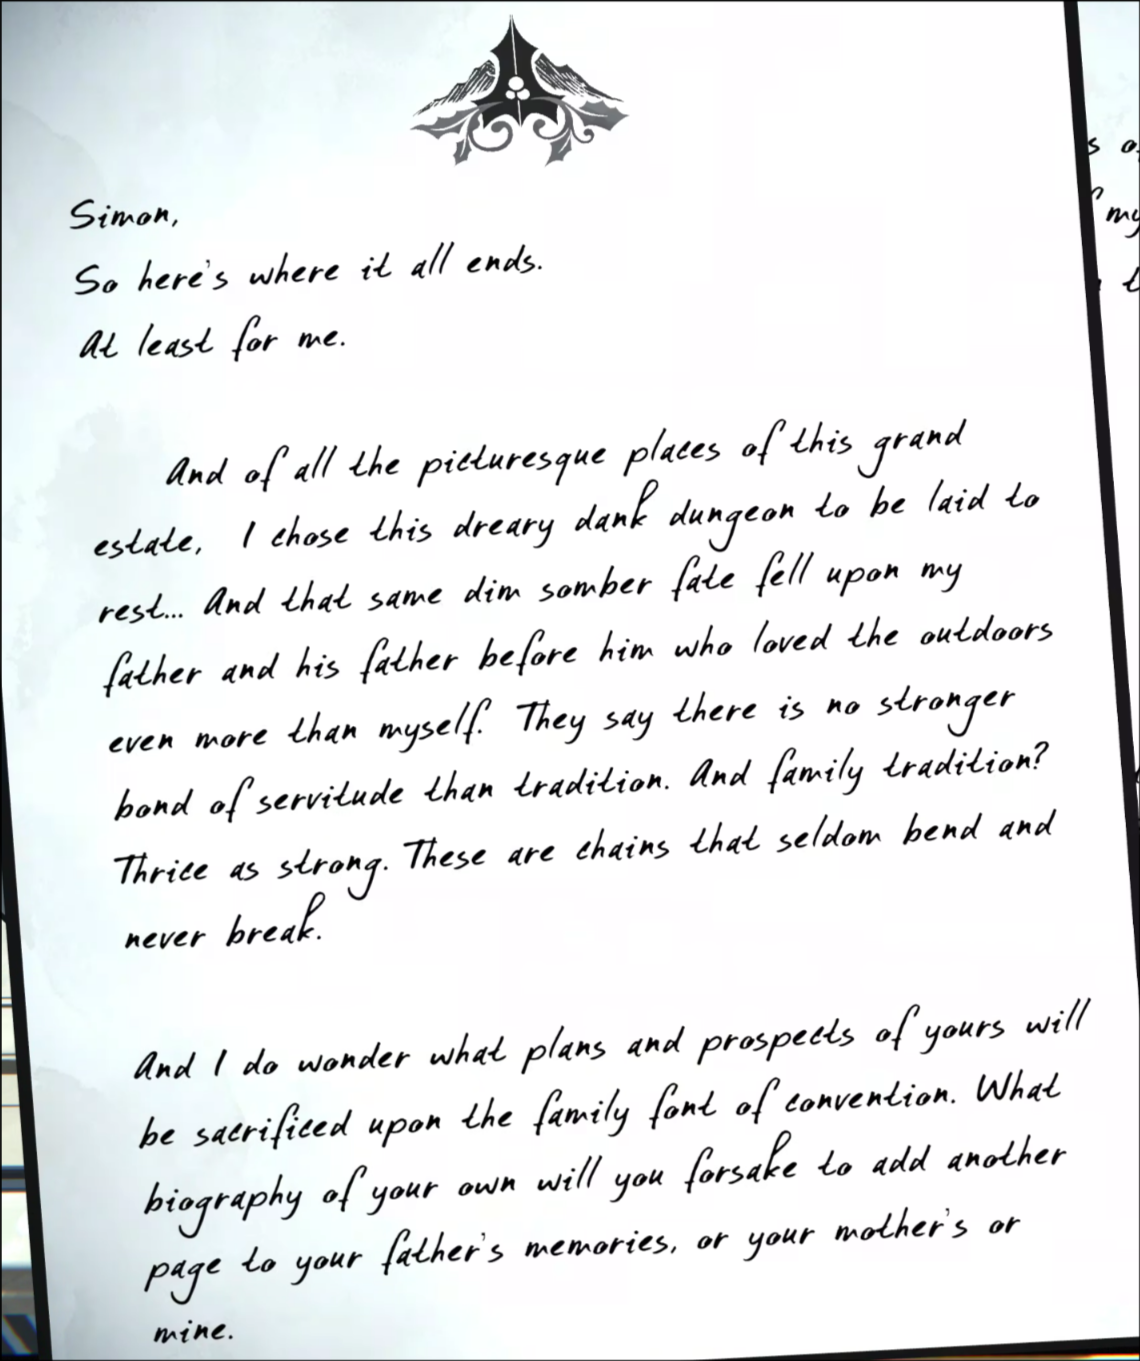 Simon,
So here's where it all ends.
At least for me.
And of all the picturesque places of this grand
estate, I chose this dreary dank dungeon to be laid to
rest... And that same dim somber fate fell upon my
father and his father before him who loved the outdoors
even more than myself. They say there is no stronger
bond of servitude than tradition. And family tradition?
Thrice as strong. These are chains that seldom bend and
never break.
And I do wonder what plans and prospects of yours will
be sacrificed upon the family font of convention. What
biography of your own will you forsake to add another
page to your father's memories, or your mother's or
mine.
my